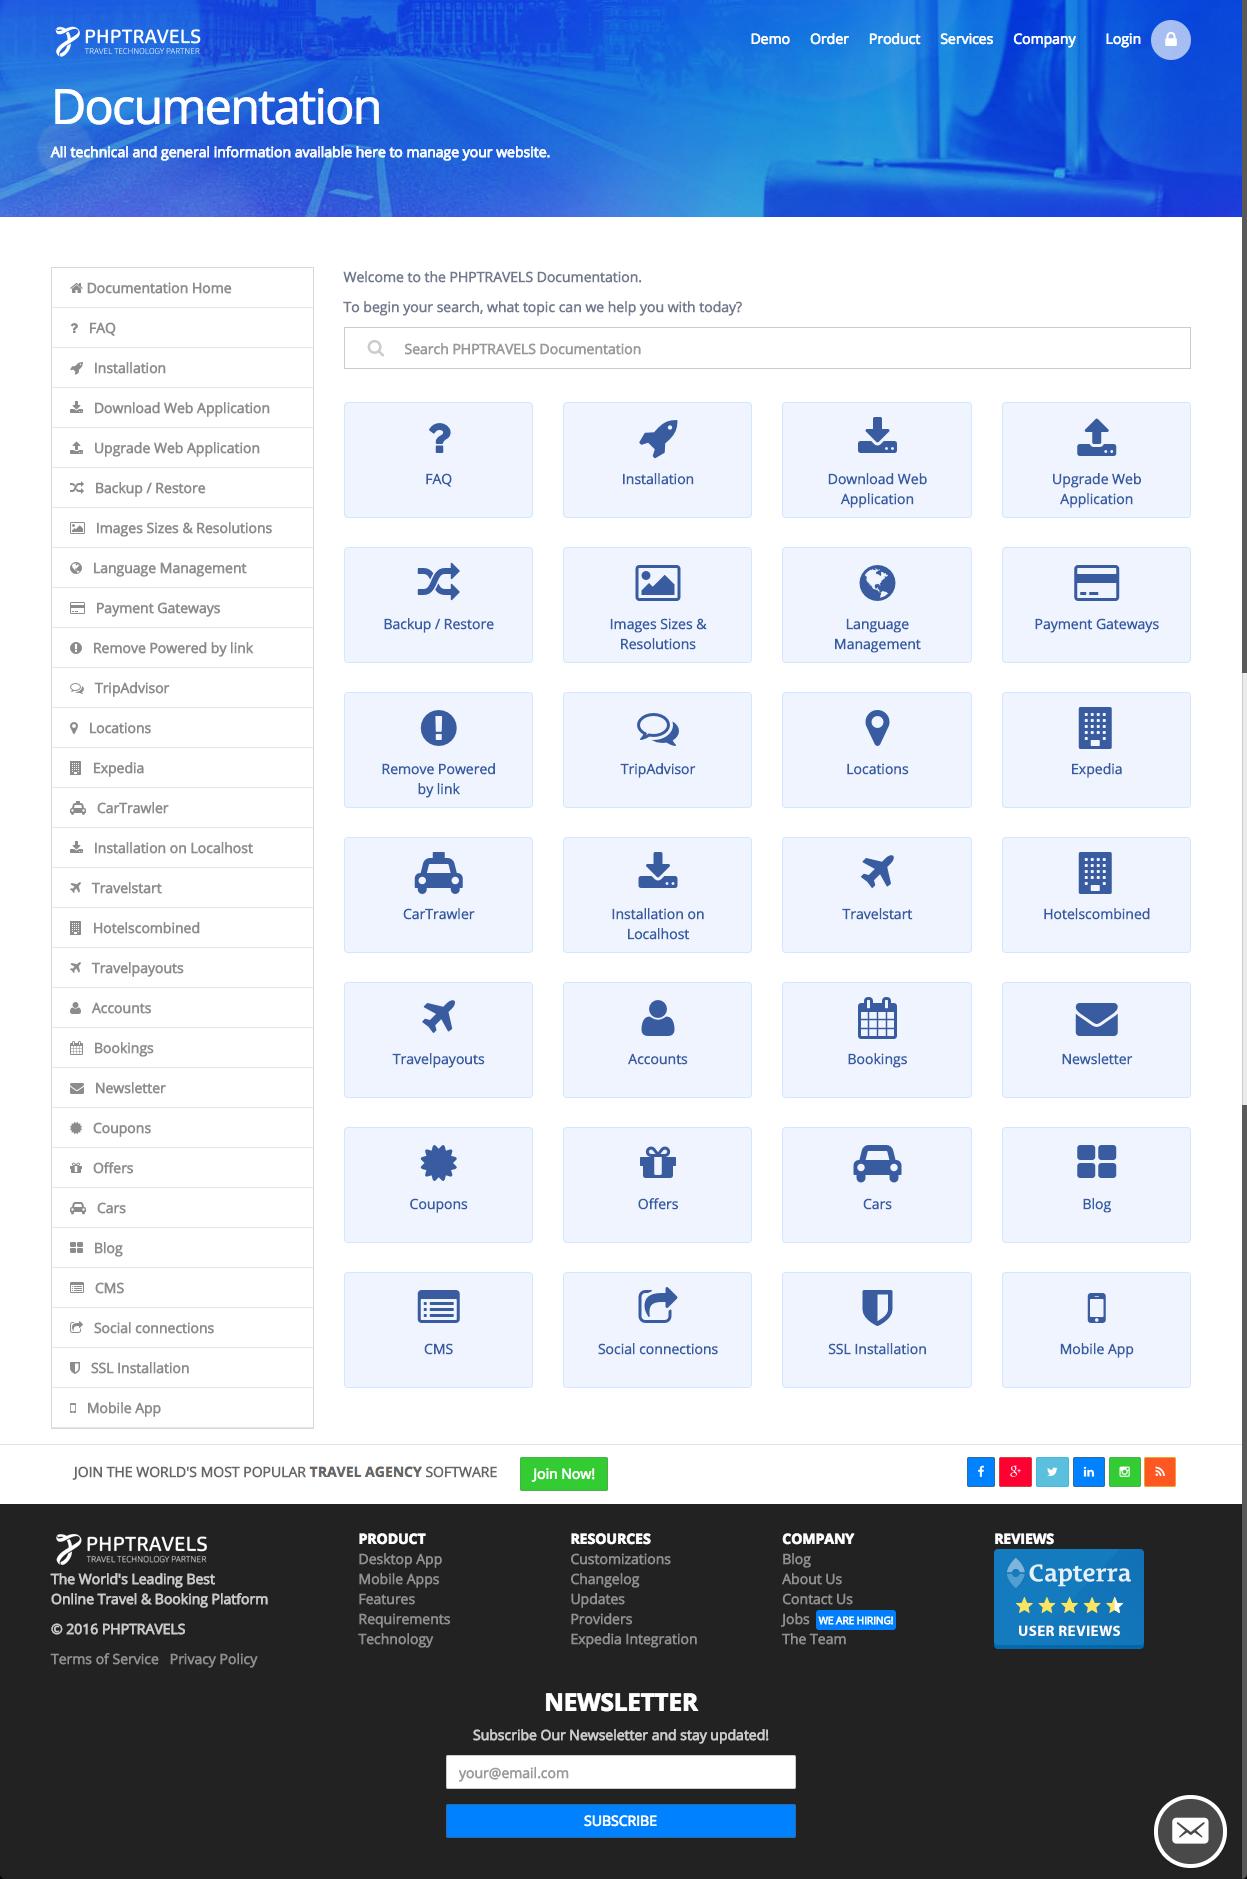 PHPTRAVELS
TRAVEL TECHNOLOGY PARTNER
Demo Order Product Services Company Login
Documentation
All technical and general information available here to manage your website.
Documentation Home
FAQ
Installation
Download Web Application
Upgrade Web Application
Backup / Restore
Images Sizes & Resolutions
Language Management
Payment Gateways
Remove Powered by link
TripAdvisor
Locations
Expedia
CarTrawler
Installation on Localhost
Travelstart
Hotelscombined
Travelpayouts
Accounts
Bookings
Newsletter
Coupons
Offers
Cars
Blog
CMS
Social connections
SSL Installation
Mobile App
Welcome to the PHPTRAVELS Documentation.
To begin your search, what topic can we help you with today?
Search PHPTRAVELS Documentation
FAQ
Installation
Download Web
Application
Upgrade Web
Application
Backup / Restore
Images Sizes &
Resolutions
Language
Management
Payment Gateways
Remove Powered
by link
TripAdvisor
Locations
Expedia
CarTrawler
Installation on
Localhost
Travelstart
Hotelscombined
Travelpayouts
Accounts
Bookings
Newsletter
Coupons
Offers
Cars
Blog
CMS
Social connections
SSL Installation
Mobile App
JOIN THE WORLD'S MOST POPULAR TRAVEL AGENCY SOFTWARE
Join Now!
PHPTRAVELS
TRAVEL TECHNOLOGY PARTNER
The World's Leading Best
Online Travel & Booking Platform
© 2016 PHPTRAVELS
Terms of Service Privacy Policy
PRODUCT
Desktop App
Mobile Apps
Features
Requirements
Technology
RESOURCES
Customizations
Changelog
Updates
Providers
Expedia Integration
COMPANY
Blog
About Us
Contact Us
Jobs WE ARE HIRING!
The Team
REVIEWS
Capterra
USER REVIEWS
NEWSLETTER
Subscribe Our Newseletter and stay updated!
your@email.com
SUBSCRIBE